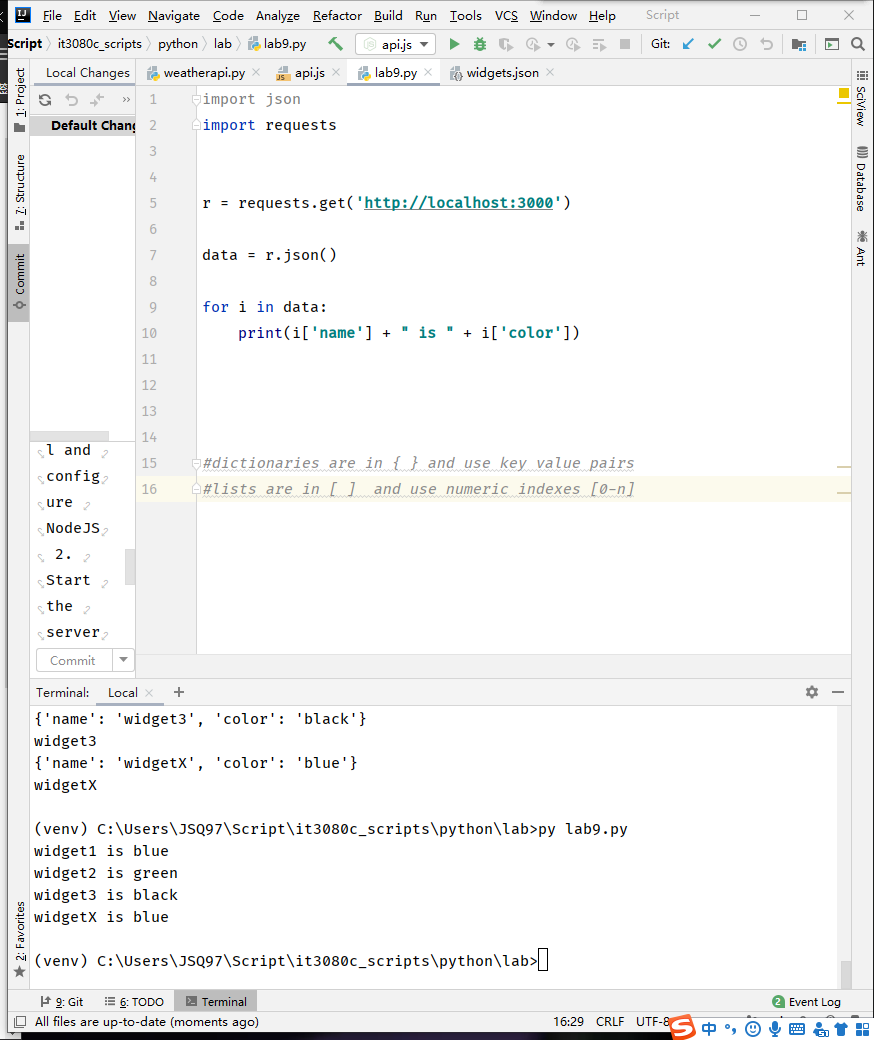 File Edit View Navigate Code Analyze Refactor Build Run Tools VCS Window Help Script
Script it3080c_scripts python lab lab9.py api.js Git:
1: Project
Local Changes
weatherapi.py api.js lab9.py widgets.json
Default Chang
7: Structure
Commit
SciView
Database
Ant
1 import json
2 import requests
3
4
5 r = requests.get('http://localhost:3000')
6
7 data = r.json()
8
9 for i in data:
10 print(i['name'] + " is " + i['color'])
11
12
13
14
15 #dictionaries are in { } and use key value pairs
16 #lists are in [ ]  and use numeric indexes [0-n]
l and
config
ure
NodeJS
2.
Start
the
server
Commit
Terminal: Local +
{'name': 'widget3', 'color': 'black'}
widget3
{'name': 'widgetX', 'color': 'blue'}
widgetX
(venv) C:\Users\JSQ97\Script\it3080c_scripts\python\lab>py lab9.py
widget1 is blue
widget2 is green
widget3 is black
widgetX is blue
(venv) C:\Users\JSQ97\Script\it3080c_scripts\python\lab>
2: Favorites
9: Git 6: TODO Terminal 2 Event Log
All files are up-to-date (moments ago) 16:29 CRLF UTF-8
中